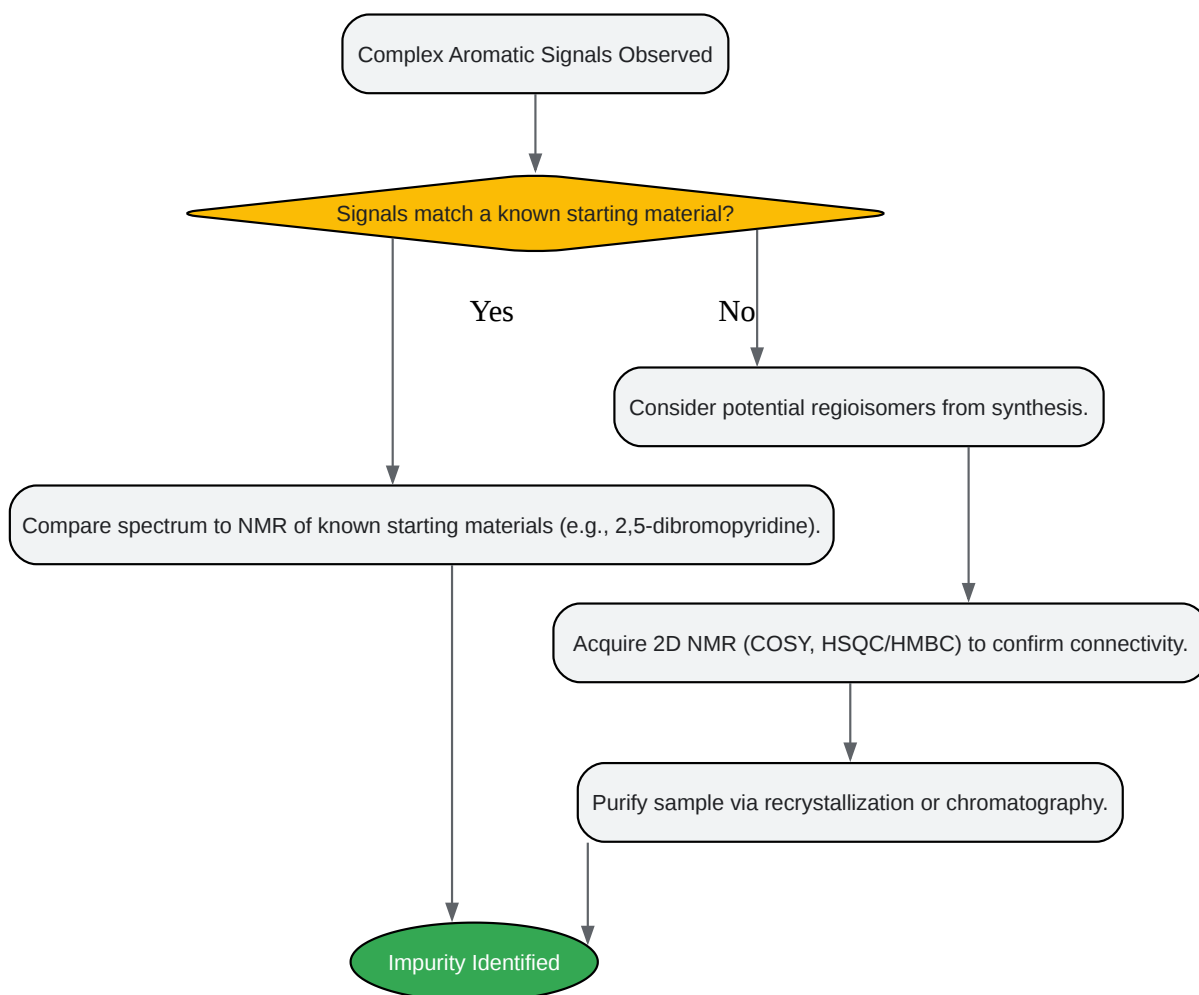 Complex Aromatic Signals Observed
Signals match a known starting material?
Yes
No
Consider potential regioisomers from synthesis.
Compare spectrum to NMR of known starting materials (e.g., 2,5-dibromopyridine).
Acquire 2D NMR (COSY, HSQC/HMBC) to confirm connectivity.
Purify sample via recrystallization or chromatography.
Impurity Identified